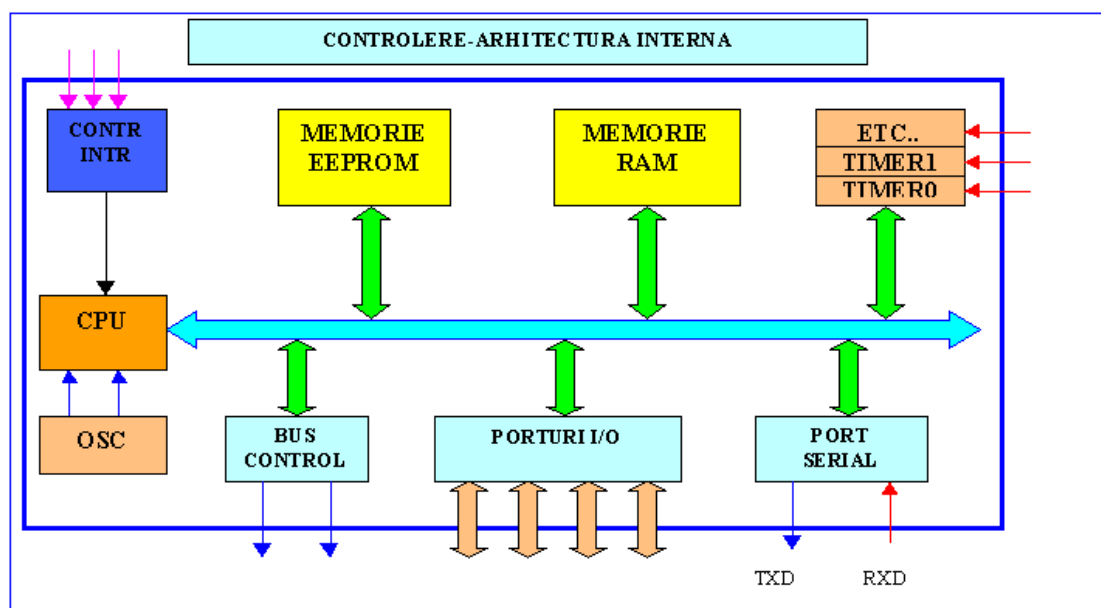 CONTROLERE-ARHITECTURA INTERNA
CONTR
INTR
MEMORIE
EEPROM
MEMORIE
RAM
ETC..
TIMER1
TIMER0
CPU
OSC
BUS
CONTROL
PORTURI I/O
PORT
SERIAL
TXD
RXD